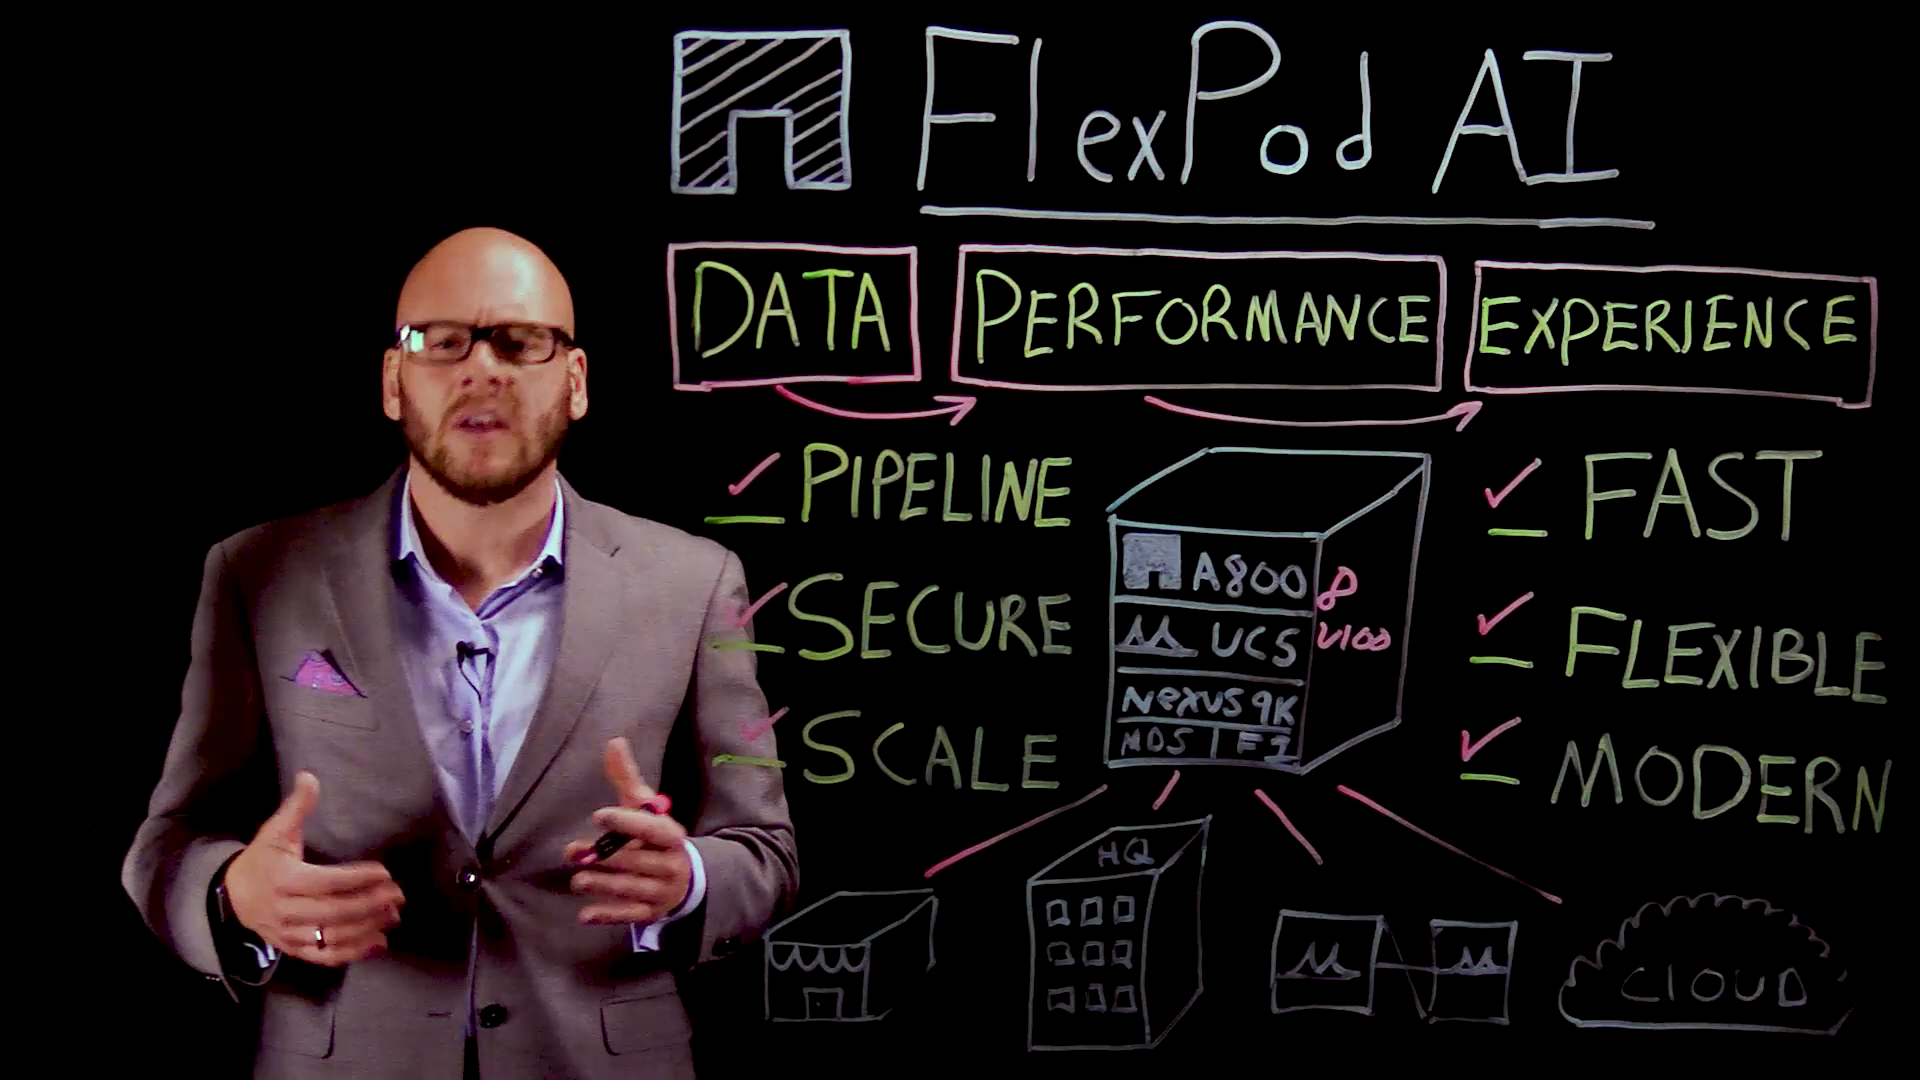 FlexPod AI
DATA
PERFORMANCE
EXPERIENCE
PIPELINE
SECURE
SCALE
A800
UCS
NEXUS 9K
MDS FI
8
V100
FAST
FLEXIBLE
MODERN
HQ
CLOUD